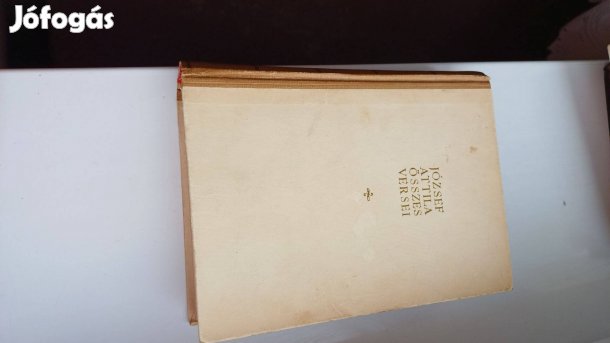 Jófogás
JÓZSEF
ATTILA
ÖSSZES
VERSEI